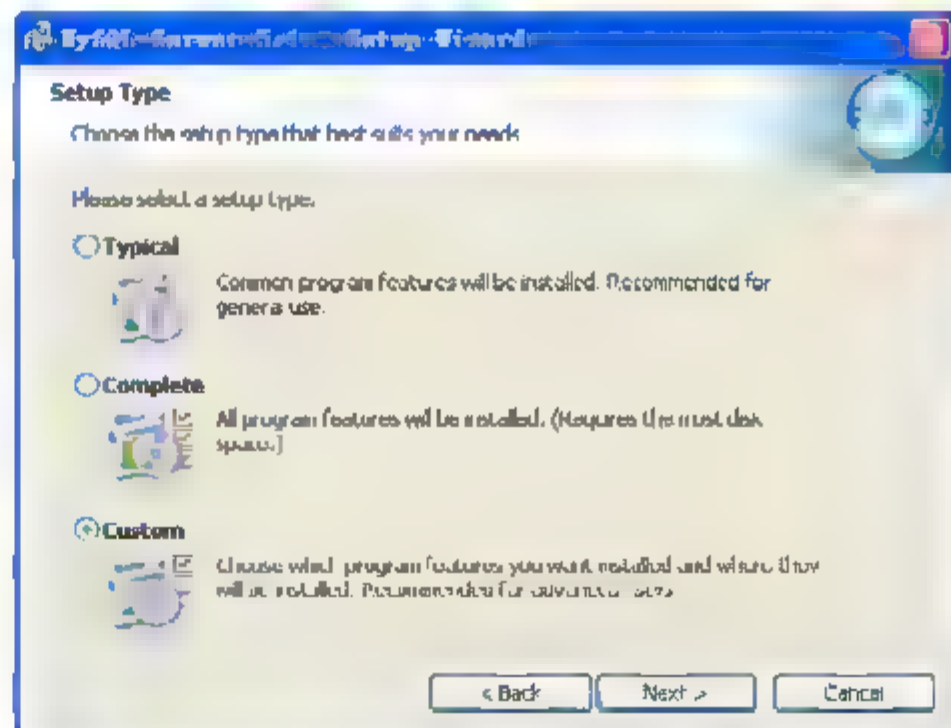 Setup Wizard
Setup Type
Choose the setup type that best suits your needs
Please select a setup type.
Typical
Common program features will be installed. Recommended for
general use.
Complete
All program features will be installed. (Requires the most disk
space.)
Custom
Choose which program features you want installed and where they
will be installed. Recommended for advanced users.
< Back
Next >
Cancel